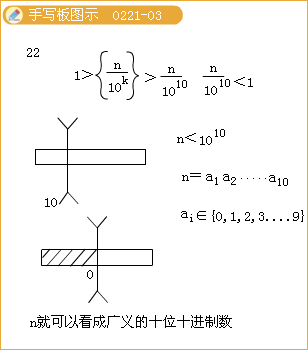 手写板图示 0221-03
22
1>{n/10^k}>n/10^10 n/10^10<1
n<10^10
n=a₁a₂·····a₁₀
10
aᵢ∈{0,1,2,3....9}
0
n就可以看成广义的十位十进制数